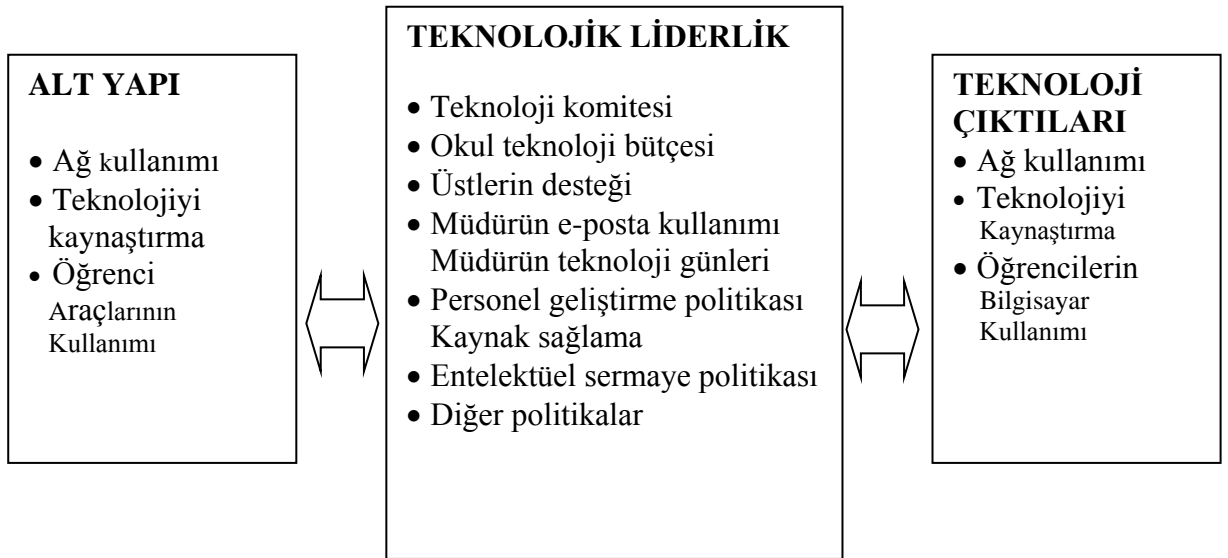 ALT YAPI
• Ağ kullanımı
• Teknolojiyi
kaynaştırma
• Öğrenci
Araçlarının
Kullanımı
TEKNOLOJİK LİDERLİK
• Teknoloji komitesi
• Okul teknoloji bütçesi
• Üstlerin desteği
• Müdürün e-posta kullanımı
Müdürün teknoloji günleri
• Personel geliştirme politikası
Kaynak sağlama
• Entelektüel sermaye politikası
• Diğer politikalar
TEKNOLOJİ
ÇIKTILARI
• Ağ kullanımı
• Teknolojiyi
Kaynaştırma
• Öğrencilerin
Bilgisayar
Kullanımı